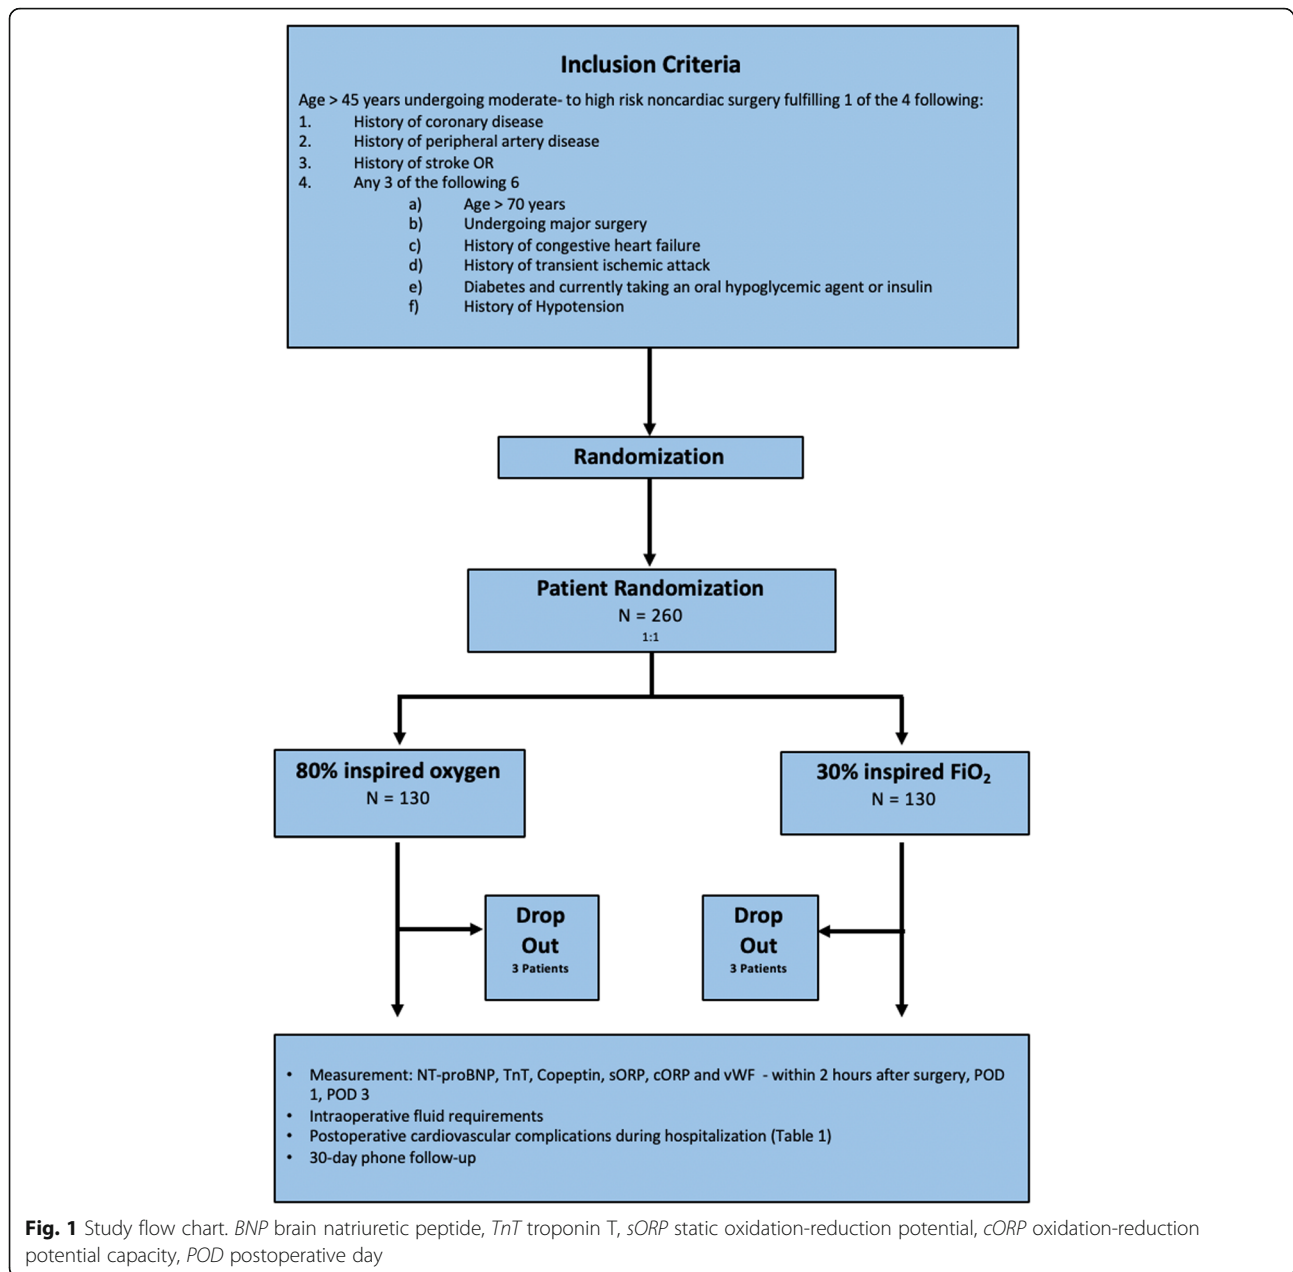 Inclusion Criteria
Age > 45 years undergoing moderate- to high risk noncardiac surgery fulfilling 1 of the 4 following:
1. History of coronary disease
2. History of peripheral artery disease
3. History of stroke OR
4. Any 3 of the following 6
a) Age > 70 years
b) Undergoing major surgery
c) History of congestive heart failure
d) History of transient ischemic attack
e) Diabetes and currently taking an oral hypoglycemic agent or insulin
f) History of Hypotension
Randomization
Patient Randomization
N = 260
1:1
80% inspired oxygen
N = 130
30% inspired FiO₂
N = 130
Drop
Out
3 Patients
Drop
Out
3 Patients
• Measurement: NT-proBNP, TnT, Copeptin, sORP, cORP and vWF - within 2 hours after surgery, POD
1, POD 3
• Intraoperative fluid requirements
• Postoperative cardiovascular complications during hospitalization (Table 1)
• 30-day phone follow-up
Fig. 1 Study flow chart. BNP brain natriuretic peptide, TnT troponin T, sORP static oxidation-reduction potential, cORP oxidation-reduction
potential capacity, POD postoperative day